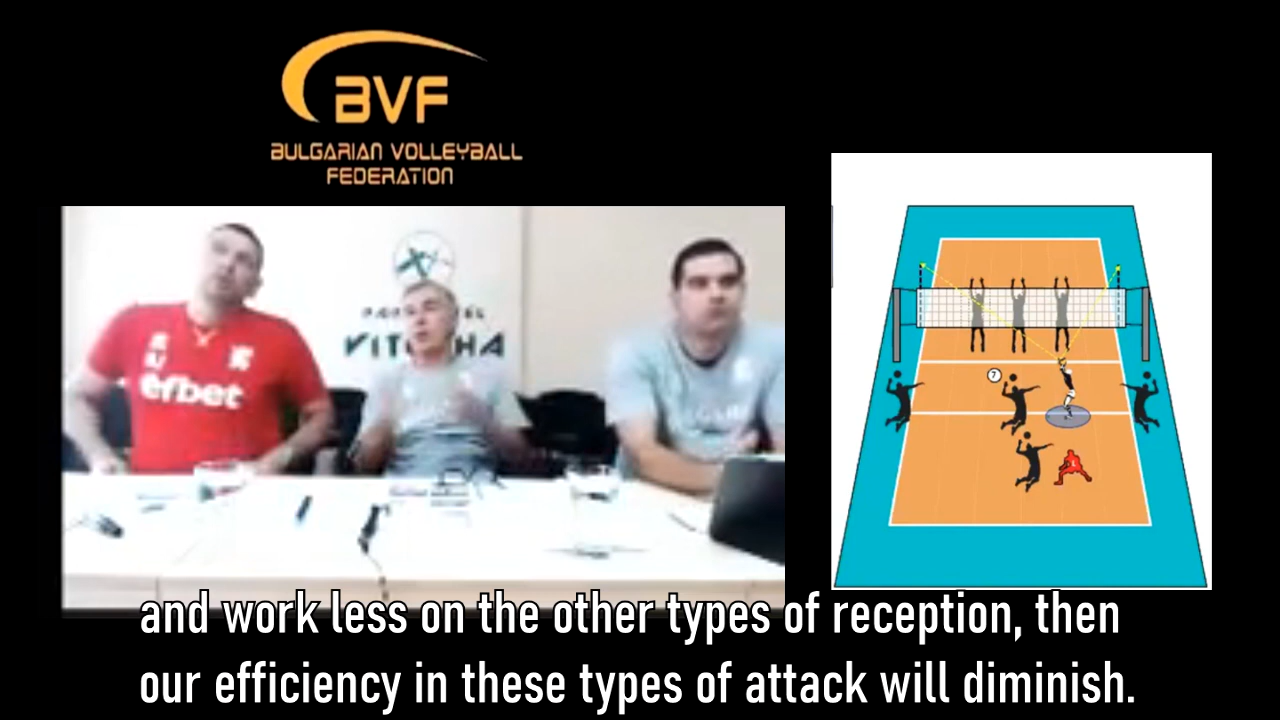 BVF
BULGARIAN VOLLEYBALL
FEDERATION
efbet
7
and work less on the other types of reception, then
our efficiency in these types of attack will diminish.